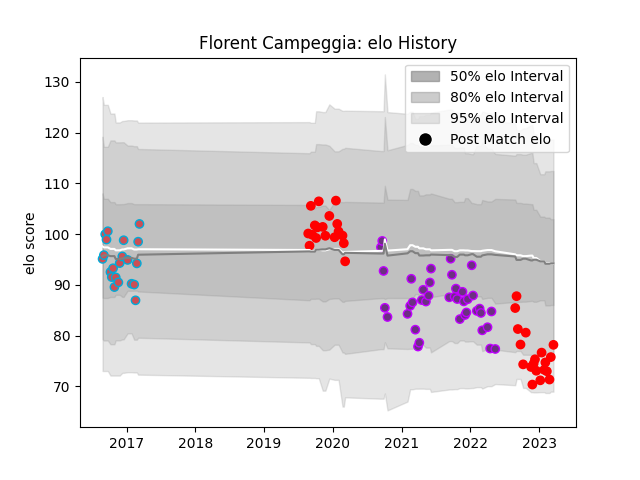 Florent Campeggia: elo History
50% elo Interval
80% elo Interval
95% elo Interval
Post Match elo
elo score
130
120
110
100
90
80
70
2017
2018
2019
2020
2021
2022
2023